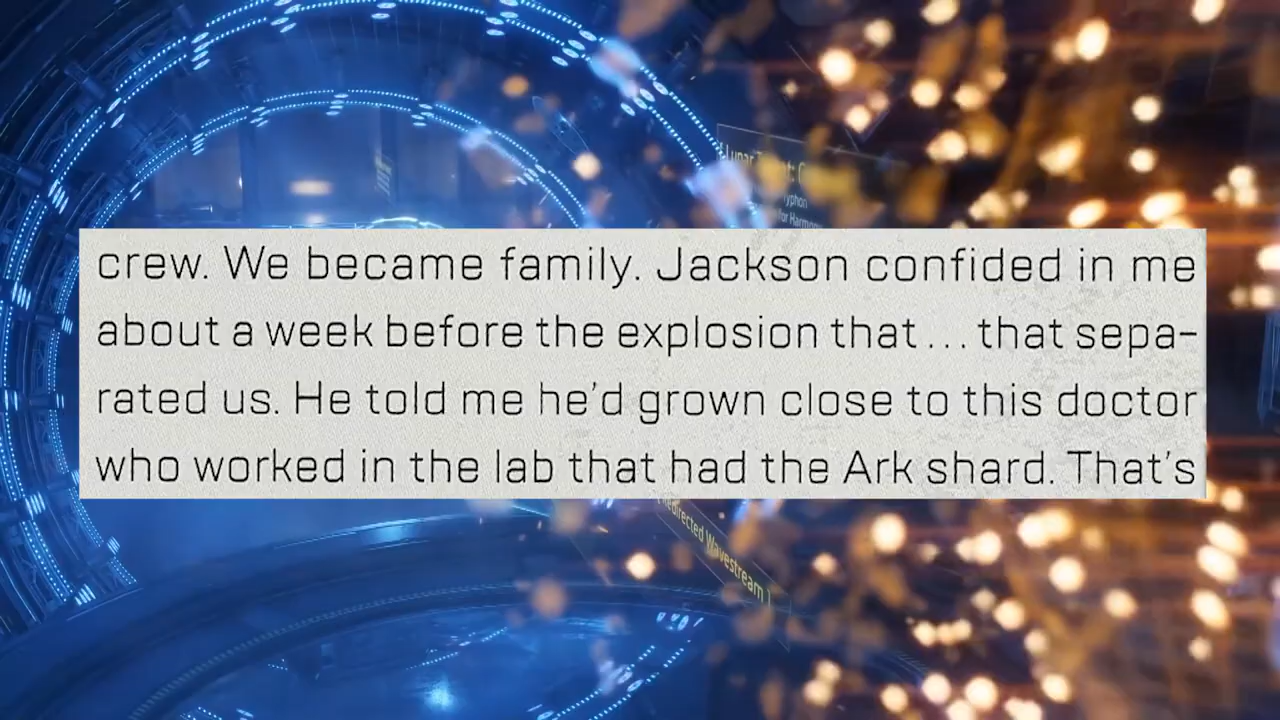 crew. We became family. Jackson confided in me
about a week before the explosion that... that sepa-
rated us. He told me he'd grown close to this doctor
who worked in the lab that had the Ark shard. That's
Redirected Wavestream